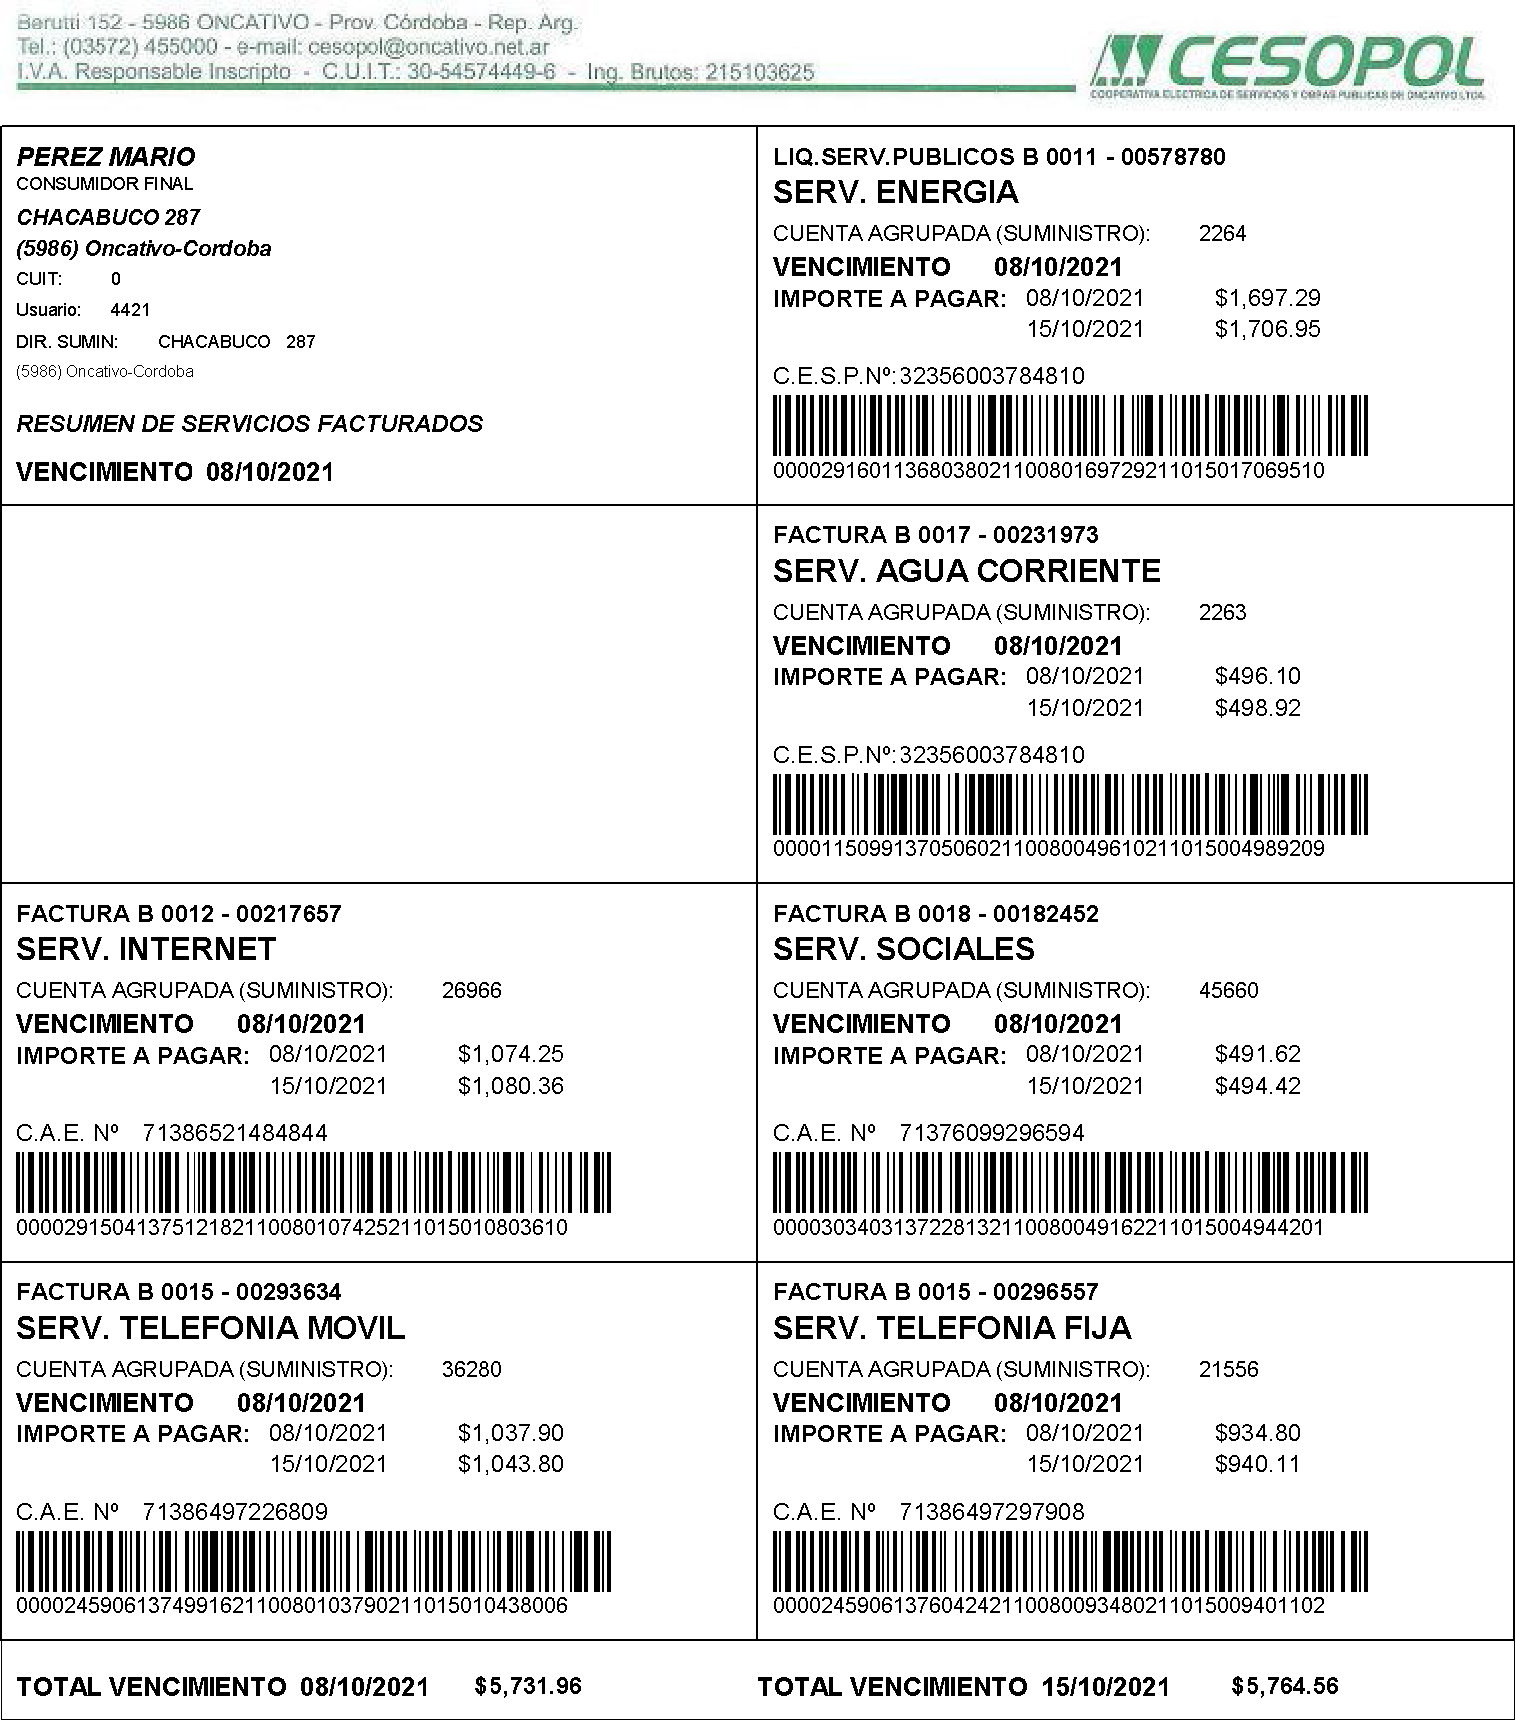 Berutti 152 - 5986 ONCATIVO - Prov. Córdoba - Rep. Arg.
Tel.: (03572) 455000 - e-mail: cesopol@oncativo.net.ar
I.V.A. Responsable Inscripto - C.U.I.T.: 30-54574449-6 - Ing. Brutos: 215103625
CESOPOL
COOPERATIVA ELECTRICA DE SERVICIOS Y OBRAS PUBLICAS DE ONCATIVO LTDA.
PEREZ MARIO
CONSUMIDOR FINAL
CHACABUCO 287
(5986) Oncativo-Cordoba
CUIT: 0
Usuario: 4421
DIR. SUMIN: CHACABUCO 287
(5986) Oncativo-Cordoba
RESUMEN DE SERVICIOS FACTURADOS
VENCIMIENTO 08/10/2021
LIQ.SERV.PUBLICOS B 0011 - 00578780
SERV. ENERGIA
CUENTA AGRUPADA (SUMINISTRO): 2264
VENCIMIENTO 08/10/2021
IMPORTE A PAGAR: 08/10/2021 $1,697.29
15/10/2021 $1,706.95
C.E.S.P.Nº: 32356003784810
0000291601136803802110080169729211015017069510
FACTURA B 0017 - 00231973
SERV. AGUA CORRIENTE
CUENTA AGRUPADA (SUMINISTRO): 2263
VENCIMIENTO 08/10/2021
IMPORTE A PAGAR: 08/10/2021 $496.10
15/10/2021 $498.92
C.E.S.P.Nº: 32356003784810
0000115099137050602110080049610211015004989209
FACTURA B 0012 - 00217657
SERV. INTERNET
CUENTA AGRUPADA (SUMINISTRO): 26966
VENCIMIENTO 08/10/2021
IMPORTE A PAGAR: 08/10/2021 $1,074.25
15/10/2021 $1,080.36
C.A.E. Nº 71386521484844
0000291504137512182110080107425211015010803610
FACTURA B 0018 - 00182452
SERV. SOCIALES
CUENTA AGRUPADA (SUMINISTRO): 45660
VENCIMIENTO 08/10/2021
IMPORTE A PAGAR: 08/10/2021 $491.62
15/10/2021 $494.42
C.A.E. Nº 71376099296594
0000303403137228132110080049162211015004944201
FACTURA B 0015 - 00293634
SERV. TELEFONIA MOVIL
CUENTA AGRUPADA (SUMINISTRO): 36280
VENCIMIENTO 08/10/2021
IMPORTE A PAGAR: 08/10/2021 $1,037.90
15/10/2021 $1,043.80
C.A.E. Nº 71386497226809
0000245906137499162110080103790211015010438006
FACTURA B 0015 - 00296557
SERV. TELEFONIA FIJA
CUENTA AGRUPADA (SUMINISTRO): 21556
VENCIMIENTO 08/10/2021
IMPORTE A PAGAR: 08/10/2021 $934.80
15/10/2021 $940.11
C.A.E. Nº 71386497297908
0000245906137604242110080093480211015009401102
TOTAL VENCIMIENTO 08/10/2021 $5,731.96
TOTAL VENCIMIENTO 15/10/2021 $5,764.56